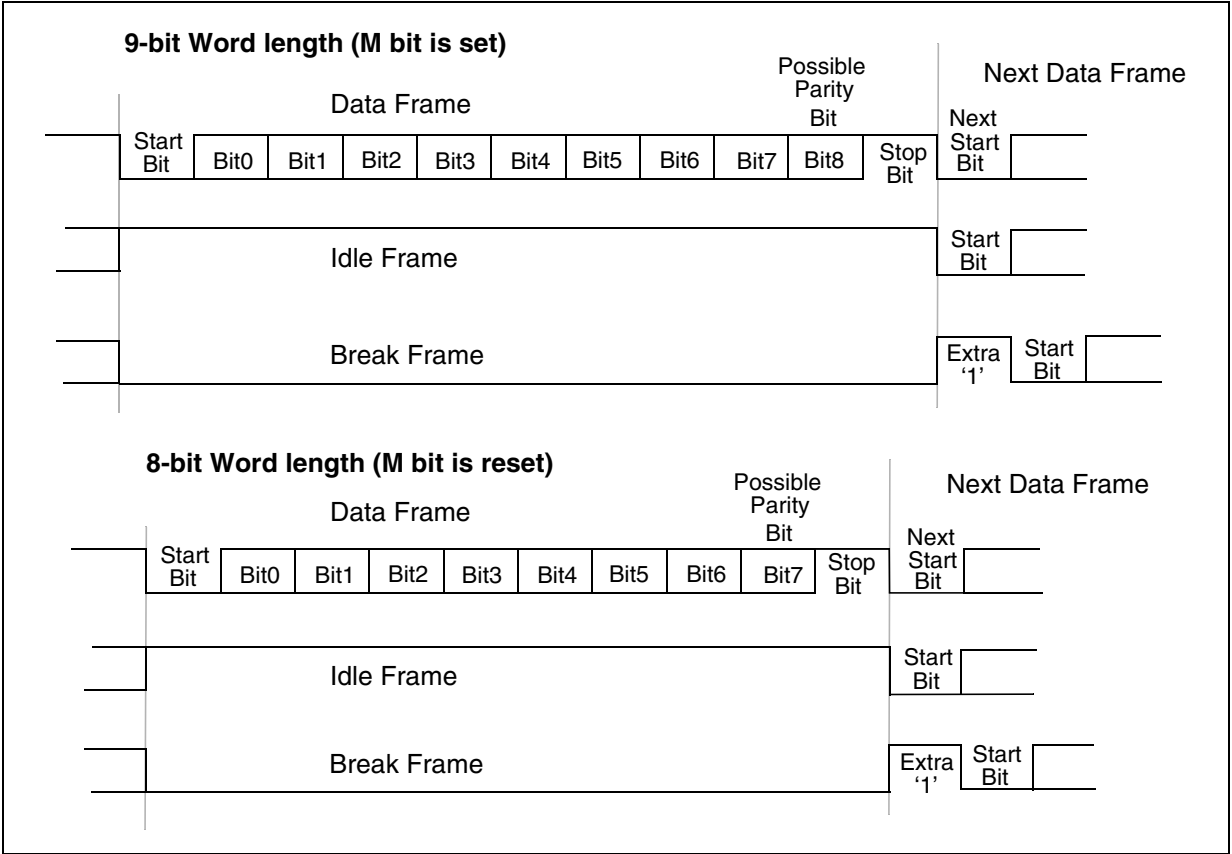 9-bit Word length (M bit is set)
Data Frame
Possible
Parity
Bit
Next Data Frame
Start
Bit
Bit0 Bit1 Bit2 Bit3 Bit4 Bit5 Bit6 Bit7 Bit8
Stop
Bit
Next
Start
Bit
Idle Frame
Start
Bit
Break Frame
Extra
‘1’
Start
Bit
8-bit Word length (M bit is reset)
Data Frame
Possible
Parity
Bit
Next Data Frame
Start
Bit
Bit0 Bit1 Bit2 Bit3 Bit4 Bit5 Bit6 Bit7
Stop
Bit
Next
Start
Bit
Idle Frame
Start
Bit
Break Frame
Extra
‘1’
Start
Bit